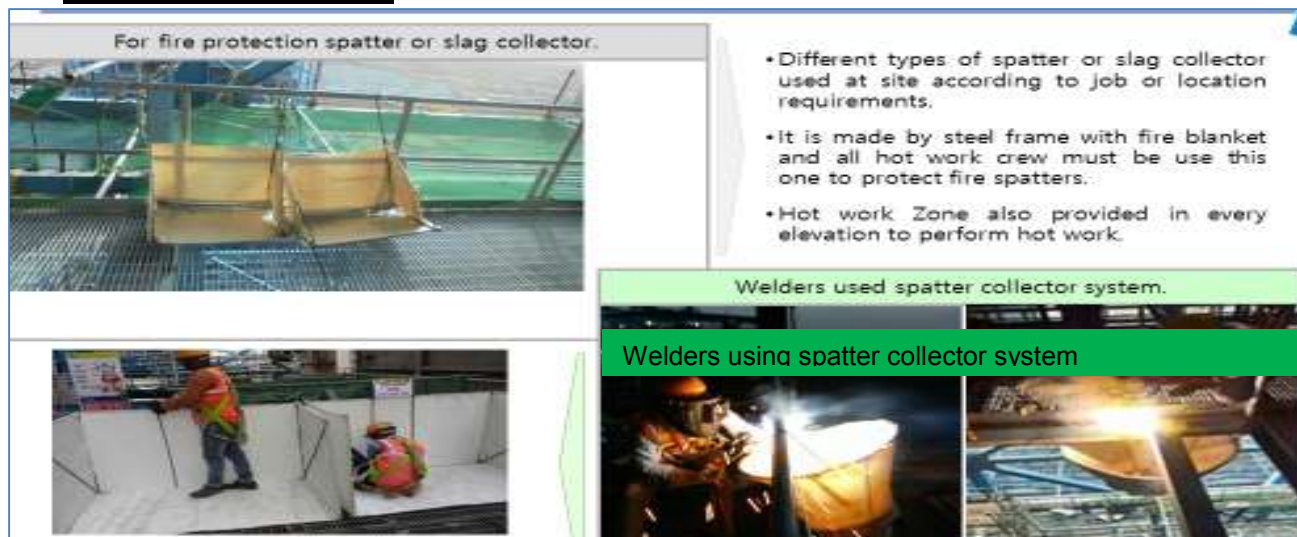 For fire protection spatter or slag collector.
• Different types of spatter or slag collector
used at site according to job or location
requirements.
• It is made by steel frame with fire blanket
and all hot work crew must be use this
one to protect fire spatters.
• Hot work Zone also provided in every
elevation to perform hot work.
Welders used spatter collector system.
Welders using spatter collector system